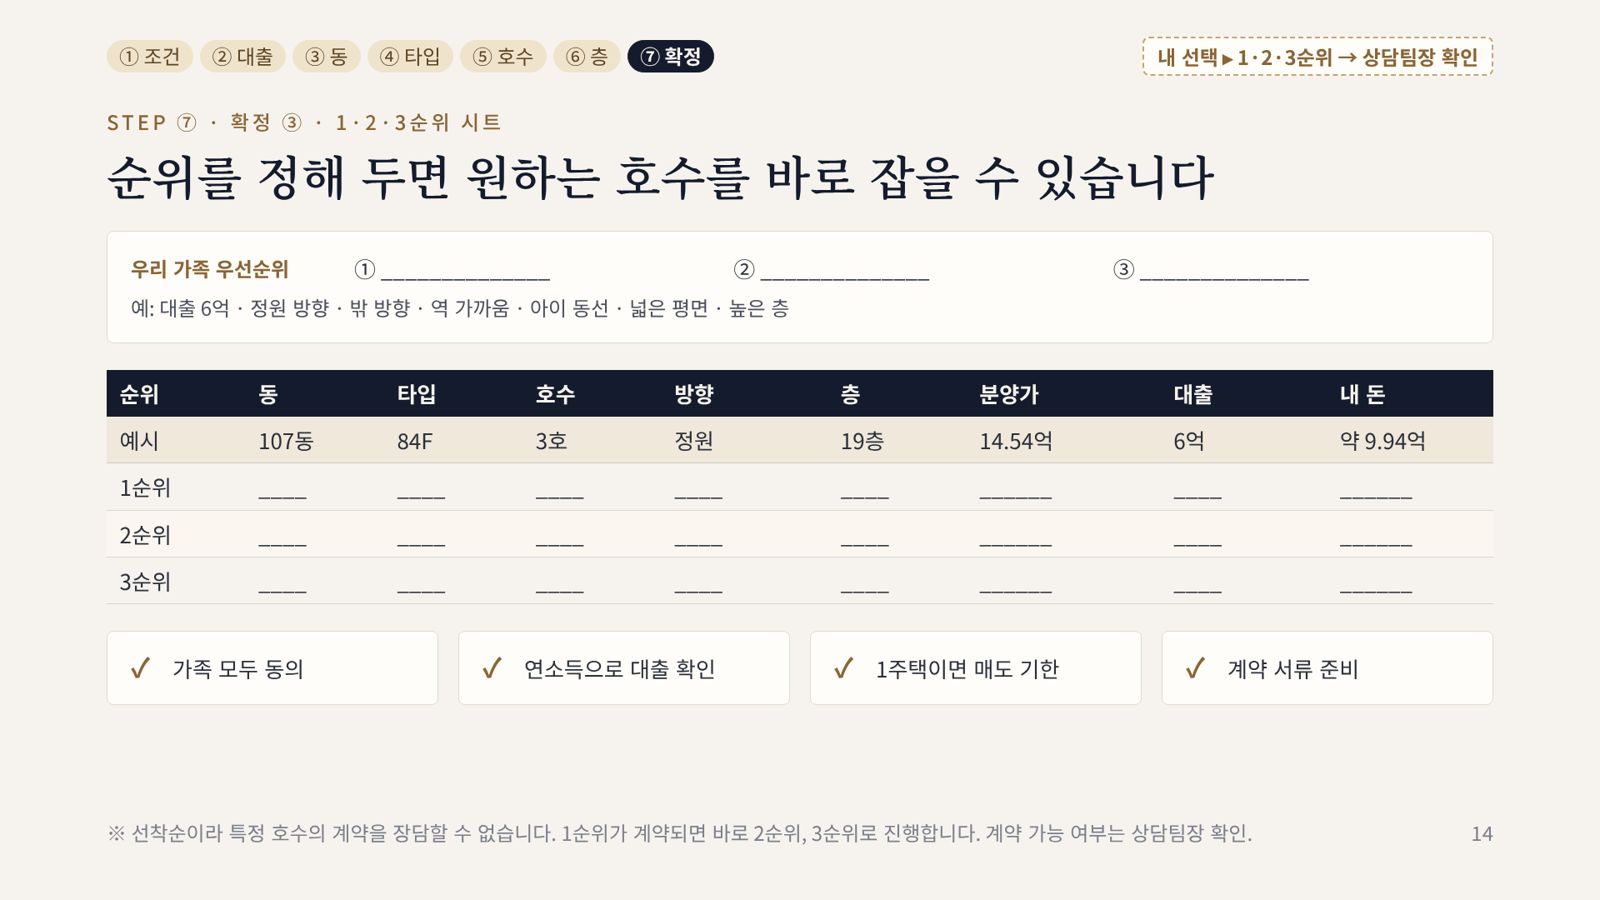 ① 조건 ② 대출 ③ 동 ④ 타입 ⑤ 호수 ⑥ 층 ⑦ 확정
내 선택 ▸ 1·2·3순위 → 상담팀장 확인
STEP ⑦ · 확정 ③ · 1·2·3순위 시트
순위를 정해 두면 원하는 호수를 바로 잡을 수 있습니다
우리 가족 우선순위 ① ______________ ② ______________ ③ ______________
예: 대출 6억 · 정원 방향 · 밖 방향 · 역 가까움 · 아이 동선 · 넓은 평면 · 높은 층
순위 동 타입 호수 방향 층 분양가 대출 내 돈
예시 107동 84F 3호 정원 19층 14.54억 6억 약 9.94억
1순위 ____ ____ ____ ____ ____ ______ ____ ______
2순위 ____ ____ ____ ____ ____ ______ ____ ______
3순위 ____ ____ ____ ____ ____ ______ ____ ______
✓ 가족 모두 동의 ✓ 연소득으로 대출 확인 ✓ 1주택이면 매도 기한 ✓ 계약 서류 준비
※ 선착순이라 특정 호수의 계약을 장담할 수 없습니다. 1순위가 계약되면 바로 2순위, 3순위로 진행합니다. 계약 가능 여부는 상담팀장 확인. 14